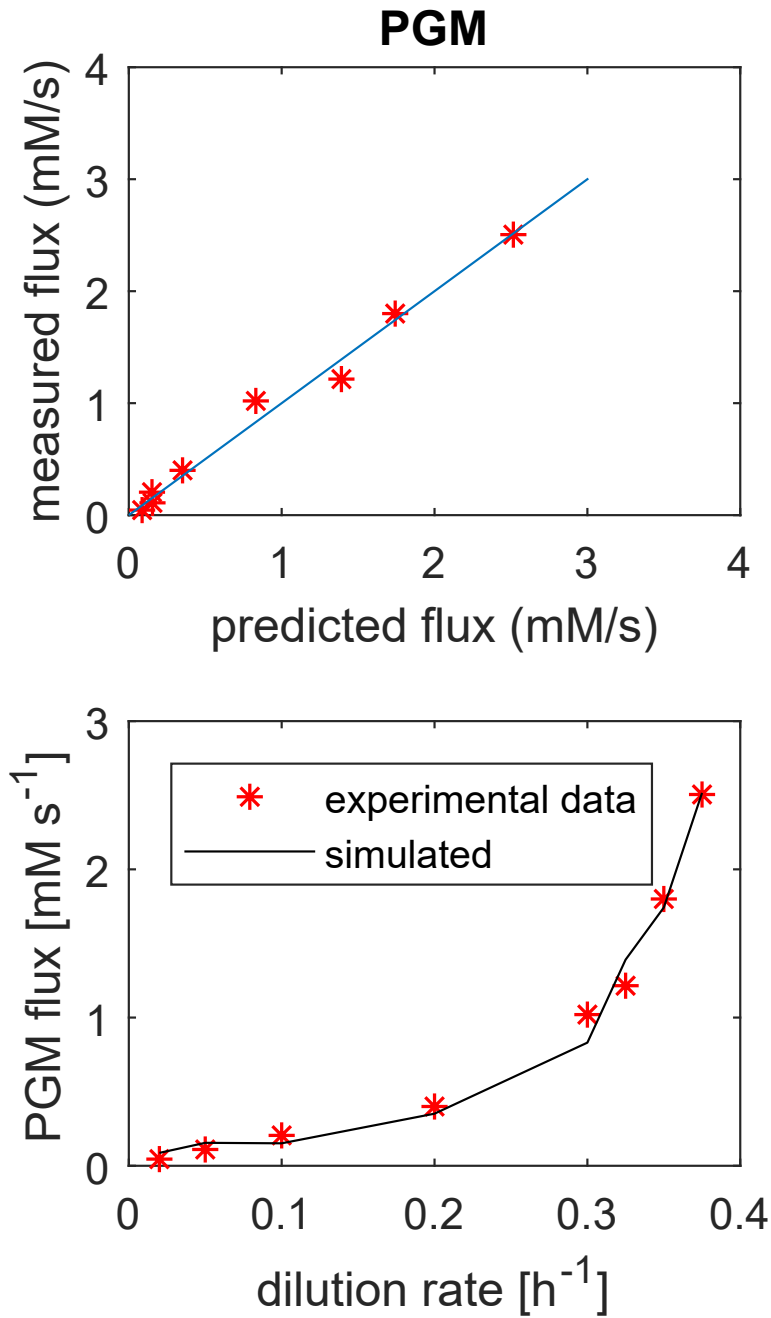 PGM
measured flux (mM/s)
4
3
2
1
0
0 1 2 3 4
predicted flux (mM/s)
PGM flux [mM s⁻¹]
3
2
1
0
experimental data
simulated
0 0.1 0.2 0.3 0.4
dilution rate [h⁻¹]